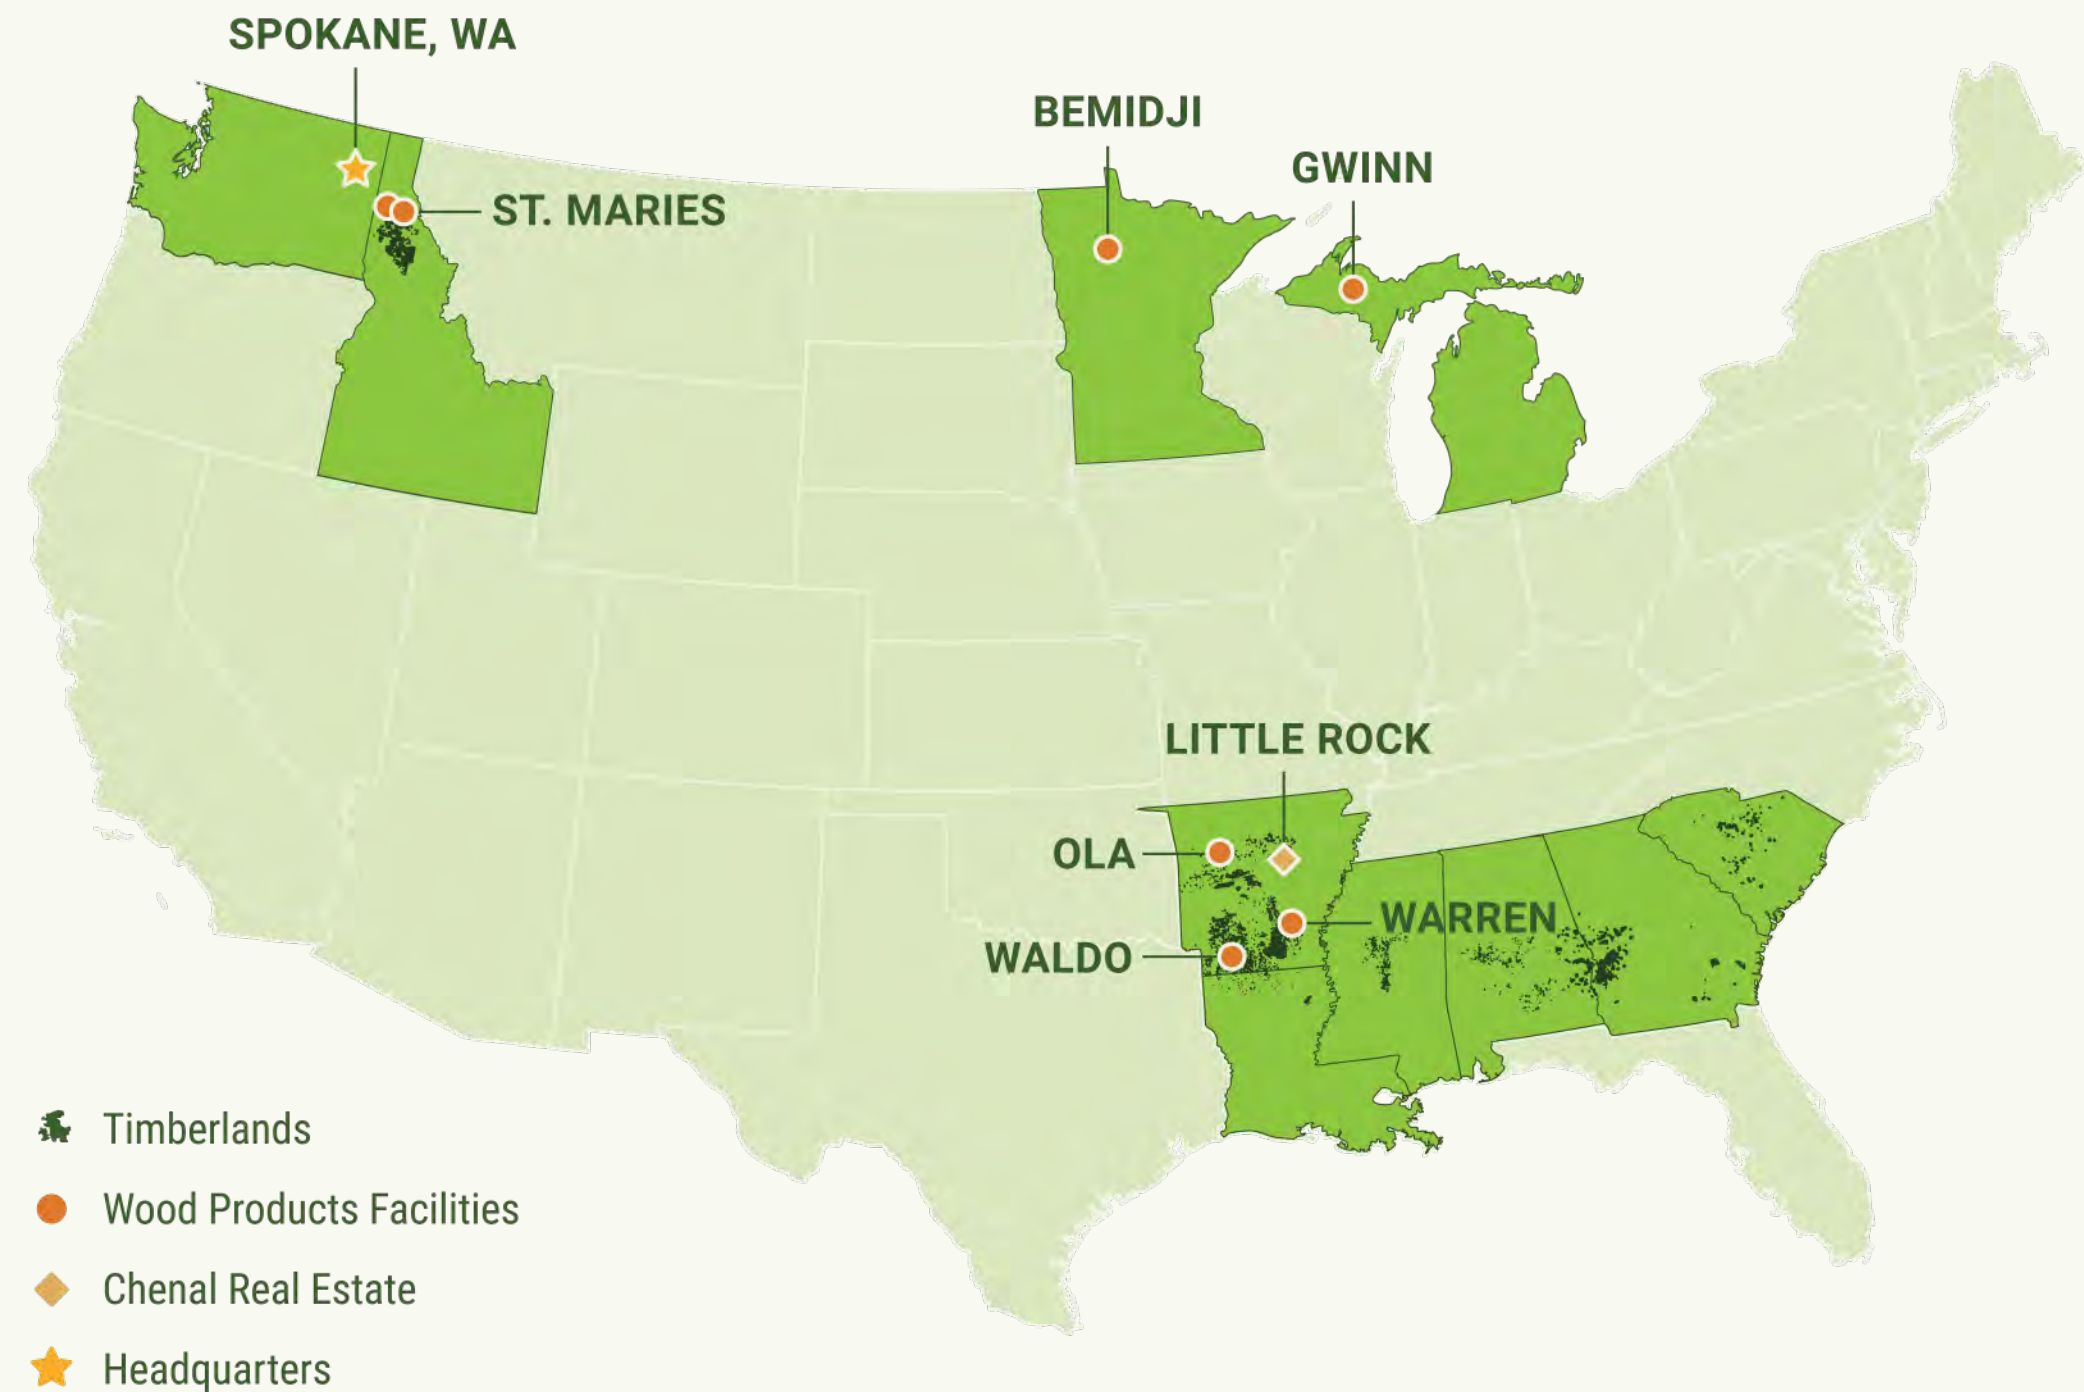 SPOKANE, WA
BEMIDJI
GWINN
ST. MARIES
LITTLE ROCK
OLA
WARREN
WALDO
Timberlands
Wood Products Facilities
Chenal Real Estate
Headquarters